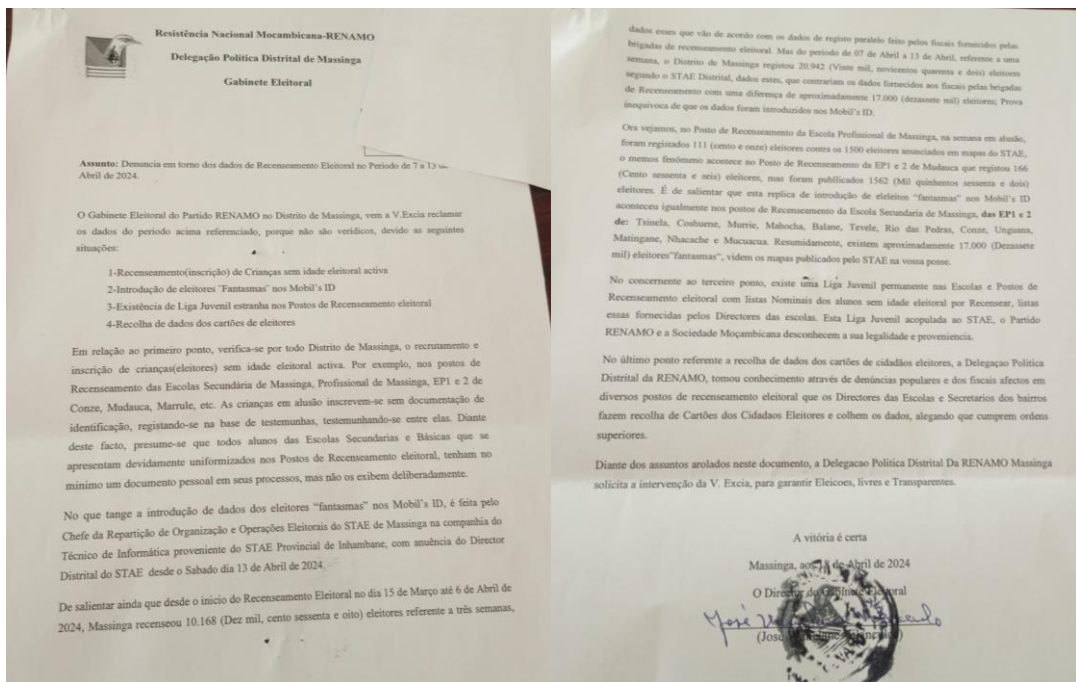 Resistência Nacional Mocambicana-RENAMO
Delegação Política Distrital de Massinga
Gabinete Eleitoral
Assunto: Denuncia em torno dos dados de Recenseamento Eleitoral no Periodo de 7 a 13
Abril de 2024.
O Gabinete Eleitoral do Partido RENAMO no Distrito de Massinga, vem a V.Excia reclamar
os dados do periodo acima referenciado, porque não são verídicos, devido as seguintes
situações:
1-Recenseamento(inscrição) de Crianças sem idade eleitoral activa
2-Introdução de eleitores "Fantasmas" nos Mobil's ID
3-Existência de Liga Juvenil estranha nos Postos de Recenseamento eleitoral
4-Recolha de dados dos cartões de eleitores
Em relação ao primeiro ponto, verifica-se por todo Distrito de Massinga, o recrutamento e
inscrição de crianças(eleitores) sem idade eleitoral activa. Por exemplo, nos postos de
Recenseamento das Escolas Secundária de Massinga, Profissional de Massinga, EP1 e 2 de
Conze, Mudauca, Marrule, etc. As crianças em alusão inscrevem-se sem documentação de
identificação, registando-se na base de testemunhas, testemunhando-se entre elas. Diante
deste facto, presume-se que todos alunos das Escolas Secundarias e Básicas que se
apresentam devidamente uniformizados nos Postos de Recenseamento eleitoral, tenham no
mínimo um documento pessoal em seus processos, mas não os exibem deliberadamente.
No que tange a introdução de dados dos eleitores "fantasmas" nos Mobil's ID, é feita pelo
Chefe da Repartição de Organização e Operações Eleitorais do STAE de Massinga na companhia do
Técnico de Informática proveniente do STAE Provincial de Inhambane, com anuência do Director
Distrital do STAE desde o Sabado dia 13 de Abril de 2024.
De salientar ainda que desde o inicio do Recenseamento Eleitoral no dia 15 de Março até 6 de Abril de
2024, Massinga recenseou 10.168 (Dez mil, cento sessenta e oito) eleitores referente a três semanas,
dados esses que vão de acordo com os dados de registo paralelo feito pelos fiscais fornecidos pelas
brigadas de recenseamento eleitoral. Mas do periodo de 07 de Abril a 13 de Abril, referente a uma
semana, o Distrito de Massinga registou 20.942 (Vinte mil, novicentos quarenta e dois) eleitores
segundo o STAE Distrital, dados estes, que contrariam os dados fornecidos aos fiscais pelas brigadas
de Recenseamento com uma diferença de aproximadamente 17.000 (dezassete mil) eleitores; Prova
inequivoca de que os dados foram introduzidos nos Mobil's ID.
Ora vejamos, no Posto de Recenseamento da Escola Profissional de Massinga, na semana em alusão,
foram registados 111 (cento e onze) eleitores contra os 1500 eleitores anunciados em mapas do STAE,
o memos fenómeno acontece no Posto de Recenseamento da EP1 e 2 de Mudauca que registou 166
(Cento sessenta e seis) eleitores, mas foram publicados 1562 (Mil quinhentos sessenta e dois)
eleitores. É de salientar que esta replica de introdução de eleleitos "fantasmas" nos Mobil's ID
aconteceu igualmente nos postos de Recenseamento da Escola Secundaria de Massinga, das EP1 e 2
de: Tsinela, Coshuene, Murrie, Mahocha, Balane, Tevele, Rio das Pedras, Conze, Unguana,
Matingane, Nhacache e Mucuacua. Resumidamente, existem aproximadamente 17.000 (Dezassete
mil) eleitores"fantasmas", videm os mapas publicados pelo STAE na vossa posse.
No concernente ao terceiro ponto, existe uma Liga Juvenil permanente nas Escolas e Postos de
Recenseamento eleitoral com listas Nominais dos alunos sem idade eleitoral por Recensear, listas
essas fornecidas pelos Directores das escolas. Esta Liga Juvenil acopulada ao STAE, o Partido
RENAMO e a Sociedade Moçambicana desconhecem a sua legalidade e proveniencia.
No último ponto referente a recolha de dados dos cartões de cidadãos eleitores, a Delegaçao Politica
Distrital da RENAMO, tomou conhecimento através de denúncias populares e dos fiscais afectos em
diversos postos de recenseamento eleitoral que os Directores das Escolas e Secretarios dos bairros
fazem recolha de Cartões dos Cidadaos Eleitores e colhem os dados, alegando que cumprem ordens
superiores.
Diante dos assuntos arolados neste documento, a Delegacao Politica Distrital Da RENAMO Massinga
solicita a intervenção da V. Excia, para garantir Eleicoes, livres e Transparentes.
A vitória é certa
Massinga, aos de Abril de 2024
O Director do Gabinete Eleitoral
José
(José